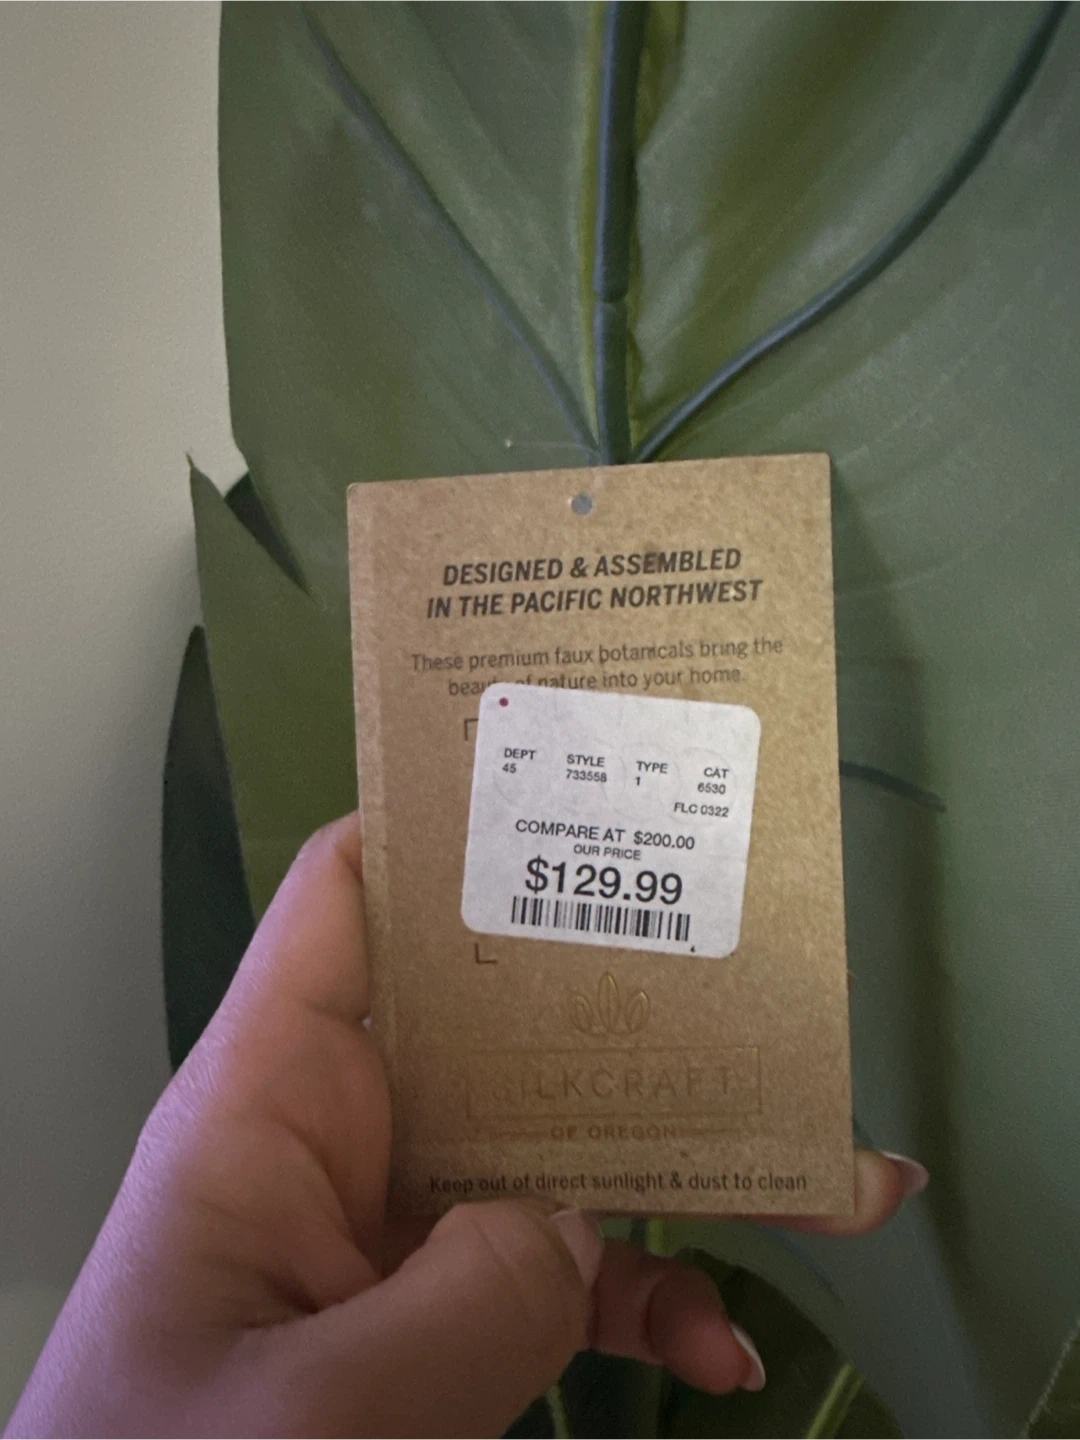 DESIGNED & ASSEMBLED
IN THE PACIFIC NORTHWEST
These premium faux botanicals bring the
of nature into your home.
DEPT STYLE TYPE CAT
45 733558 1 6530
FLC 0322
COMPARE AT $200.00
OUR PRICE
$129.99
SILKCRAFT
OF OREGON
Keep out of direct sunlight & dust to clean